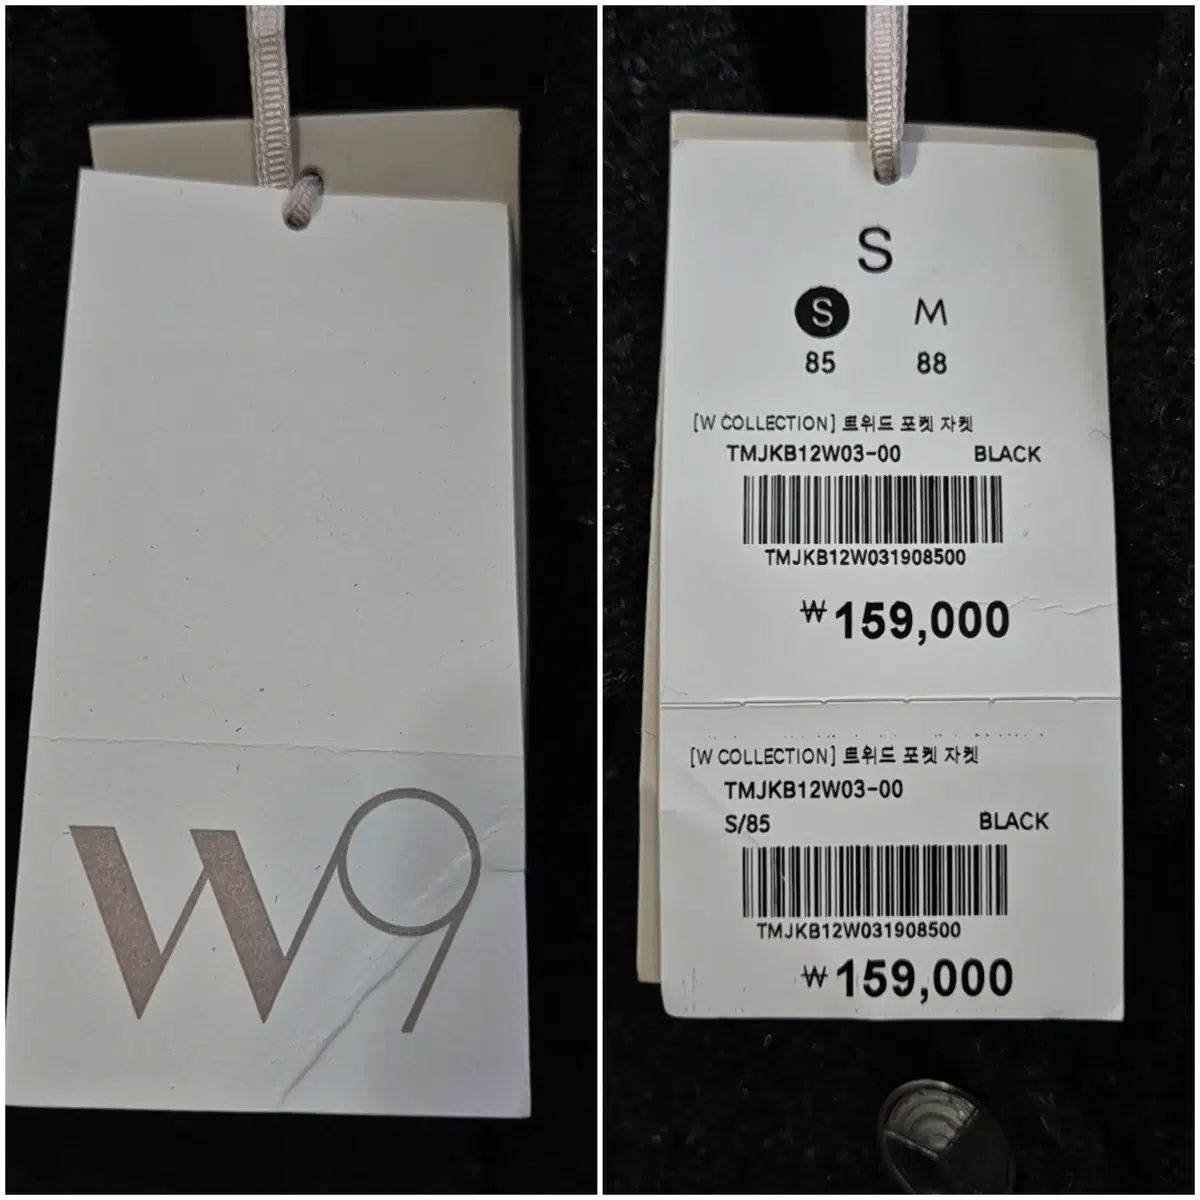 W9
S
S M
85 88
[W COLLECTION] 트위드 포켓 자켓
TMJKB12W03-00 BLACK
TMJKB12W031908500
₩159,000
[W COLLECTION] 트위드 포켓 자켓
TMJKB12W03-00
S/85 BLACK
TMJKB12W031908500
₩159,000